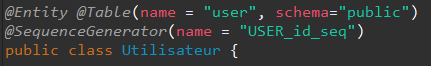 @Entity @Table(name = "user", schema="public")
@SequenceGenerator(name = "USER_id_seq")
public class Utilisateur {